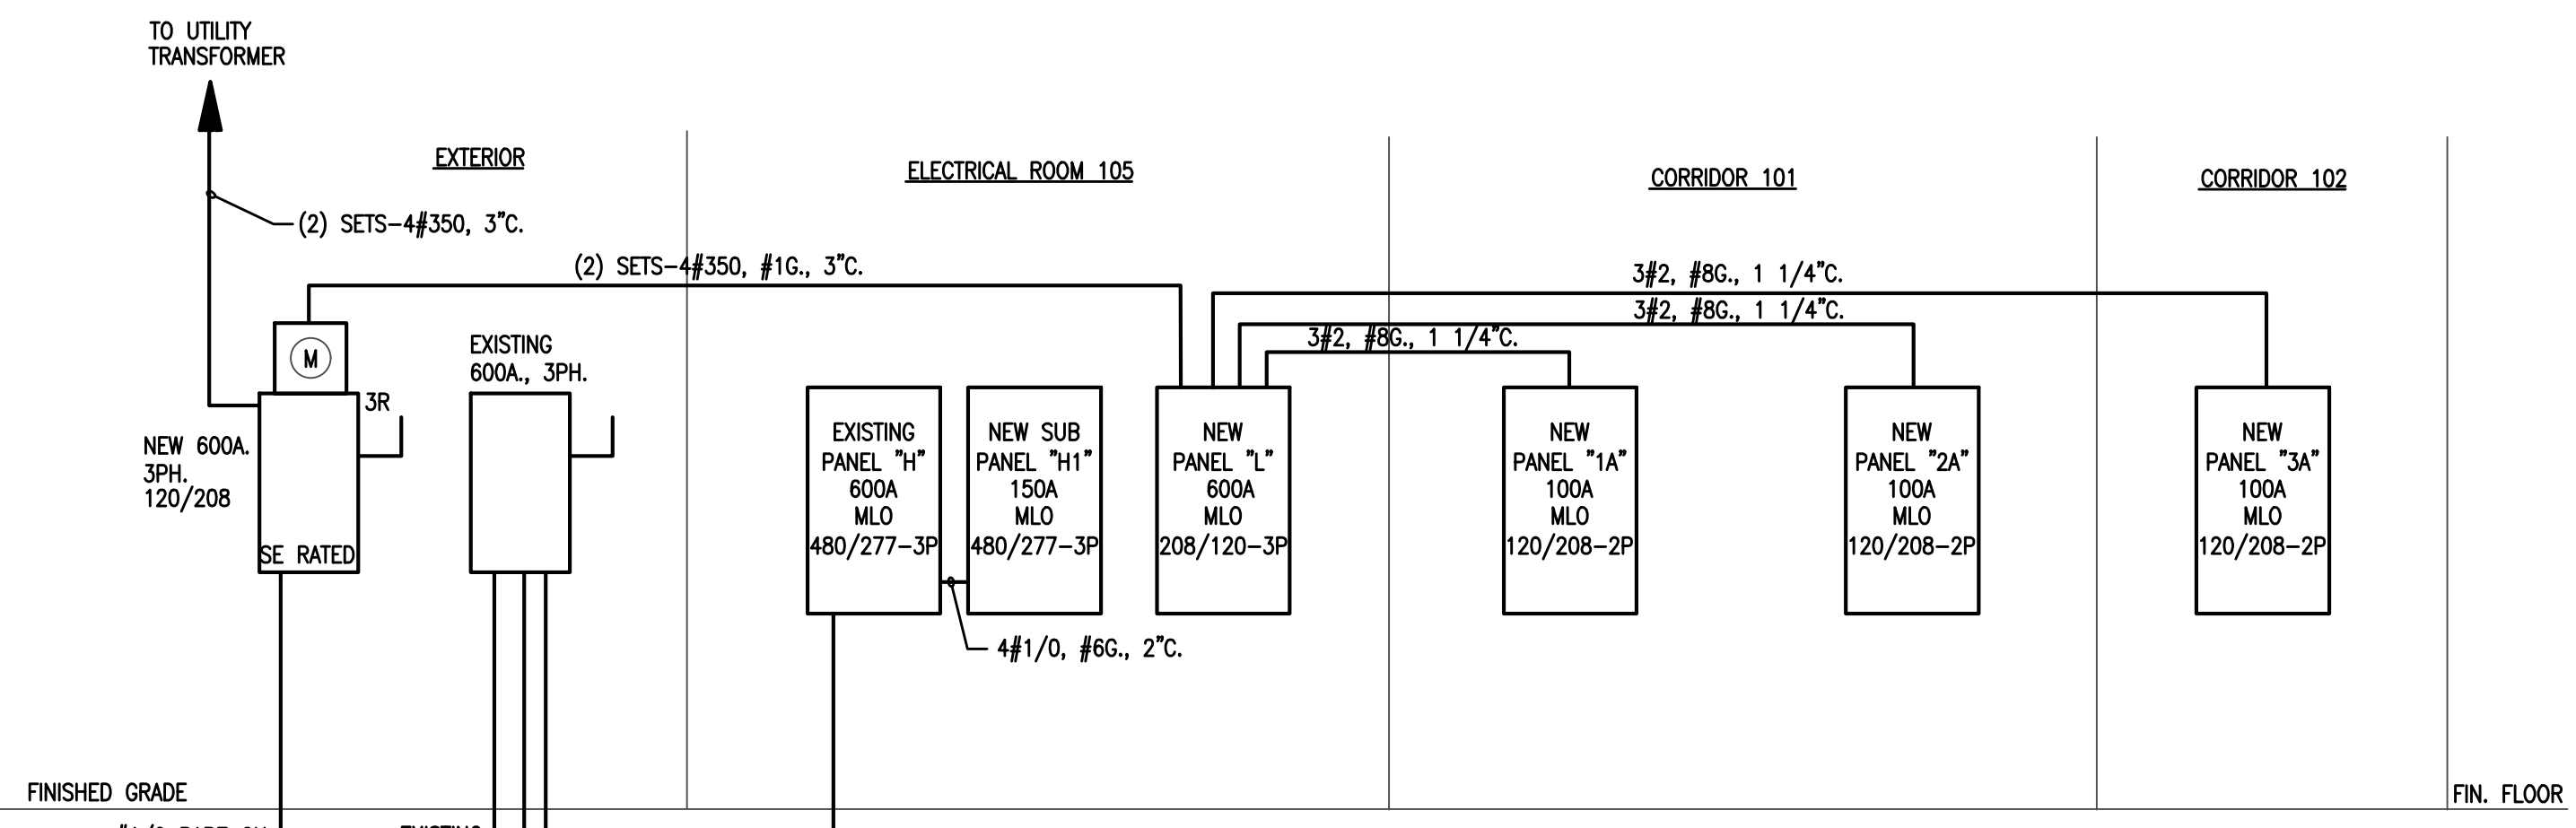 TO UTILITY
TRANSFORMER
EXTERIOR
ELECTRICAL ROOM 105
CORRIDOR 101
CORRIDOR 102
(2) SETS-4#350, 3"C.
(2) SETS-4#350, #1G., 3"C.
3#2, #8G., 1 1/4"C.
3#2, #8G., 1 1/4"C.
3#2, #8G., 1 1/4"C.
M
3R
NEW 600A.
3PH.
120/208
SE RATED
EXISTING
600A., 3PH.
EXISTING
PANEL "H"
600A
MLO
480/277-3P
NEW SUB
PANEL "H1"
150A
MLO
480/277-3P
NEW
PANEL "L"
600A
MLO
208/120-3P
NEW
PANEL "1A"
100A
MLO
120/208-2P
NEW
PANEL "2A"
100A
MLO
120/208-2P
NEW
PANEL "3A"
100A
MLO
120/208-2P
4#1/0, #6G., 2"C.
FINISHED GRADE
FIN. FLOOR
EXISTING